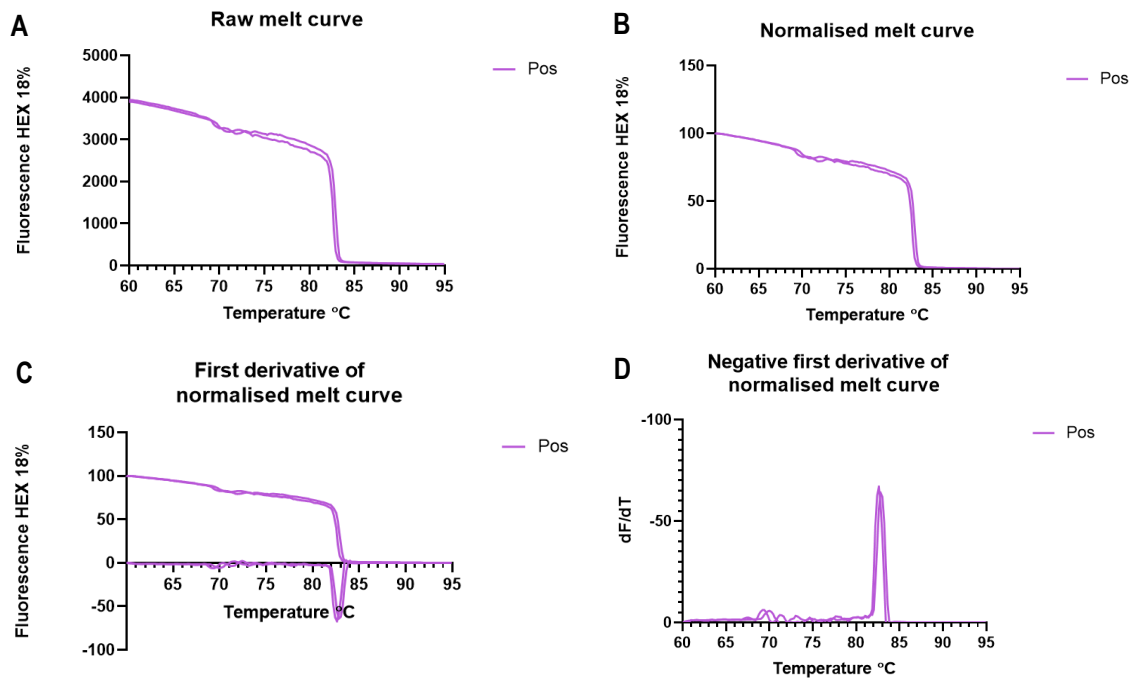 A
Raw melt curve
Fluorescence HEX 18%
5000
4000
3000
2000
1000
0
60 65 70 75 80 85 90 95
Temperature °C
Pos
B
Normalised melt curve
Fluorescence HEX 18%
150
100
50
0
60 65 70 75 80 85 90 95
Temperature °C
Pos
C
First derivative of
normalised melt curve
Fluorescence HEX 18%
150
100
50
0
-50
-100
65 70 75 80 85 90 95
Temperature °C
Pos
D
Negative first derivative of
normalised melt curve
dF/dT
-100
-50
0
60 65 70 75 80 85 90 95
Temperature °C
Pos